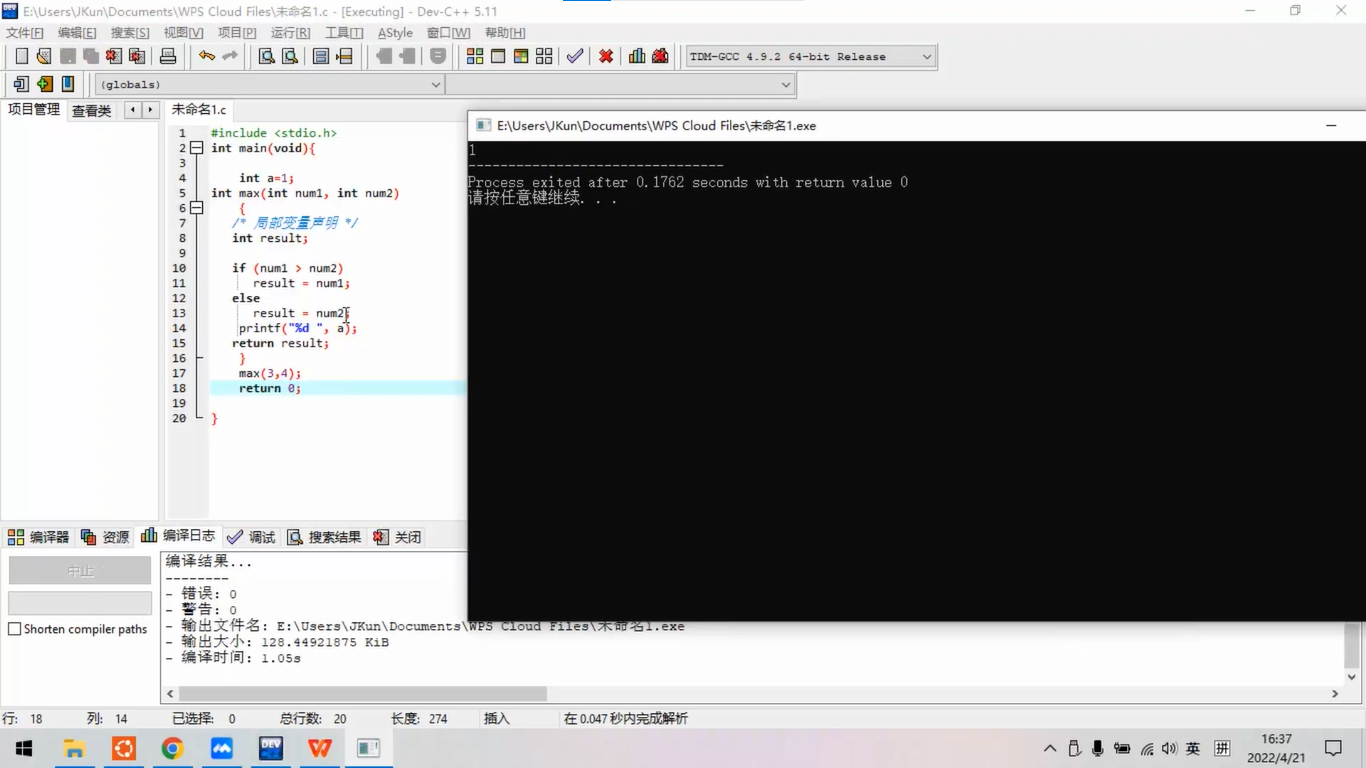 E:\Users\JKun\Documents\WPS Cloud Files\未命名1.c - [Executing] - Dev-C++ 5.11
文件[F] 编辑[E] 搜索[S] 视图[V] 项目[P] 运行[R] 工具[T] AStyle 窗口[W] 帮助[H]
TDM-GCC 4.9.2 64-bit Release
(globals)
项目管理 查看类 未命名1.c
1 #include <stdio.h>
2 int main(void){
3
4 int a=1;
5 int max(int num1, int num2)
6 {
7 /* 局部变量声明 */
8 int result;
9
10 if (num1 > num2)
11 result = num1;
12 else
13 result = num2;
14 printf("%d ", a);
15 return result;
16 }
17 max(3,4);
18 return 0;
19
20 }
E:\Users\JKun\Documents\WPS Cloud Files\未命名1.exe
1
--------------------------------
Process exited after 0.1762 seconds with return value 0
请按任意键继续. . .
编译器 资源 编译日志 调试 搜索结果 关闭
中止
Shorten compiler paths
编译结果...
--------
- 错误: 0
- 警告: 0
- 输出文件名: E:\Users\JKun\Documents\WPS Cloud Files\未命名1.exe
- 输出大小: 128.44921875 KiB
- 编译时间: 1.05s
行: 18 列: 14 已选择: 0 总行数: 20 长度: 274 插入 在 0.047 秒内完成解析
DEV
英 拼 16:37
2022/4/21